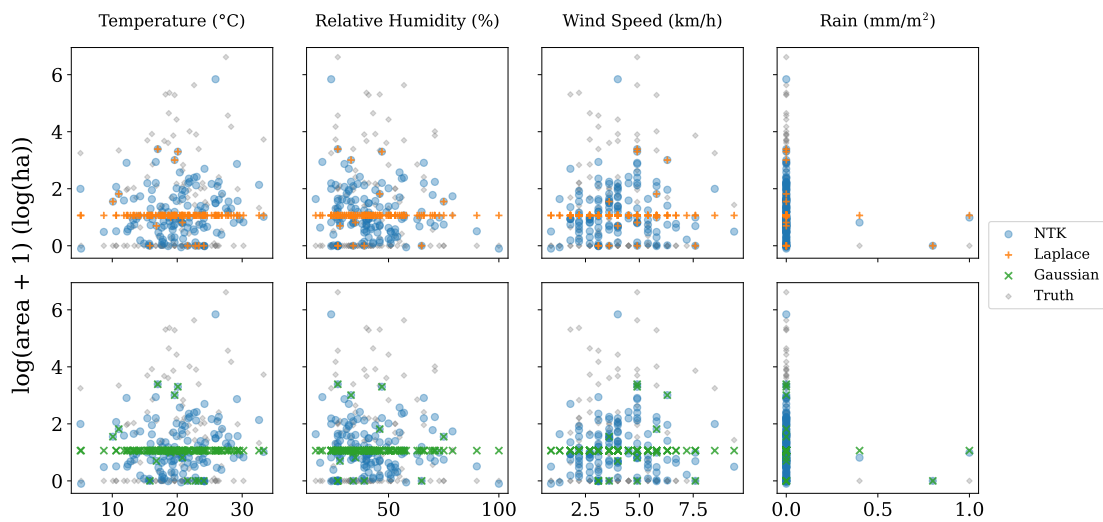 Temperature (°C) Relative Humidity (%) Wind Speed (km/h) Rain (mm/m²)
6
4
2
0
log(area + 1) (log(ha))
NTK
Laplace
Gaussian
Truth
6
4
2
0
10 20 30 50 100 2.5 5.0 7.5 0.0 0.5 1.0